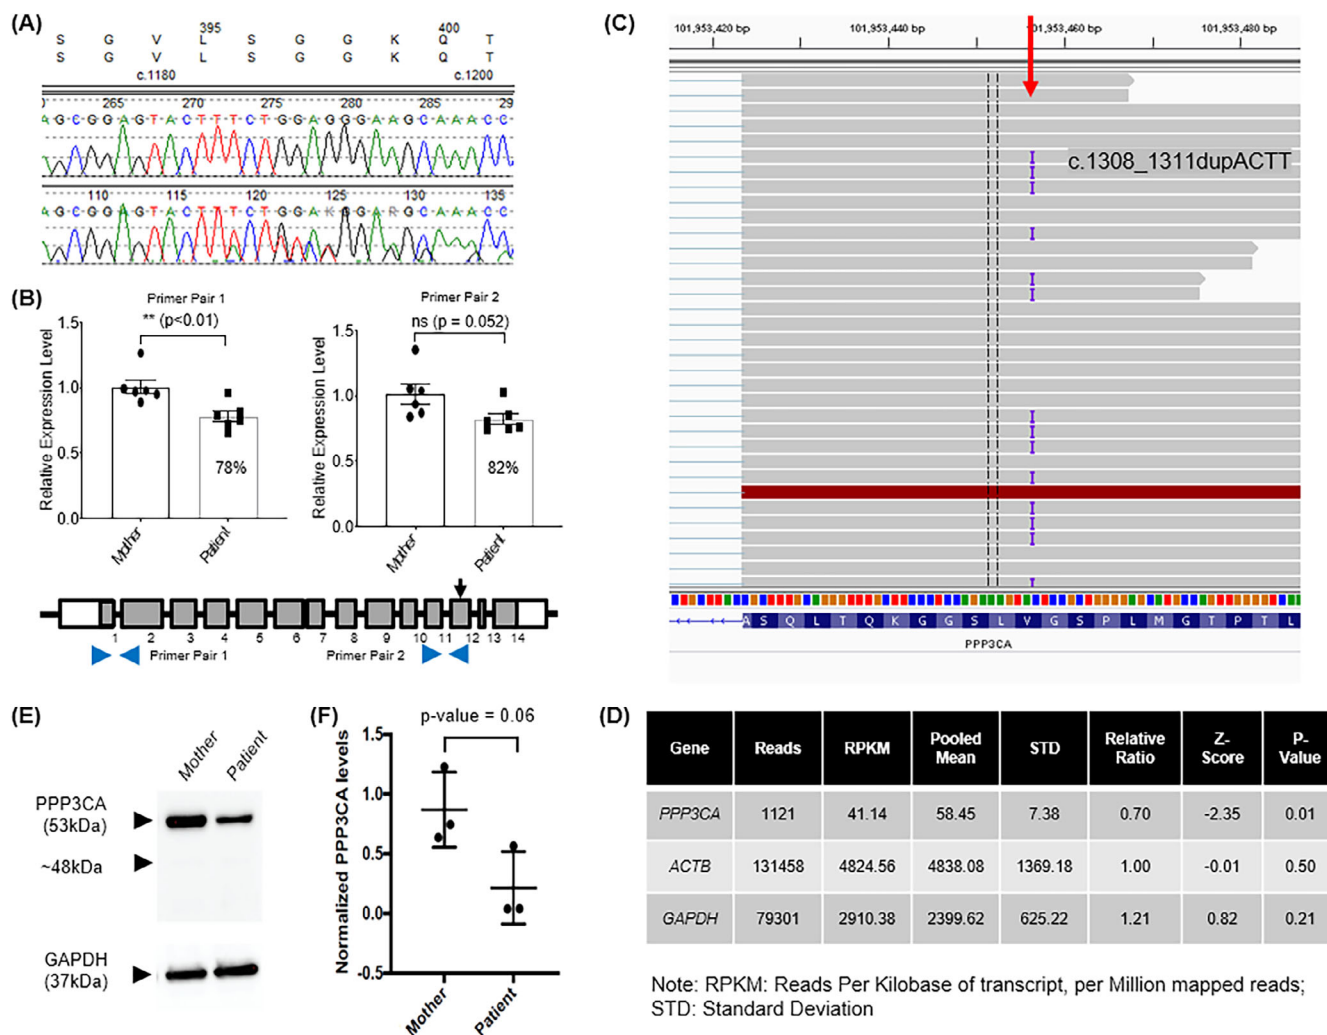 (A)
395 400
S G V L S G G K Q T
S G V L S G G K Q T
c.1180 c.1200
265 270 275 280 285 29
AGCGGAGTACTTTCTGGAGGGAAGCAAACC
110 115 120 125 130 135
AGCGGAGTACTTTCTGGAKGGARGCAAACC
(B)
Primer Pair 1
** (p<0.01)
Relative Expression Level
1.5
1.0
0.5
0.0
78%
Mother
Patient
Primer Pair 2
ns (p = 0.052)
Relative Expression Level
1.5
1.0
0.5
0.0
82%
Mother
Patient
1 2 3 4 5 6 7 8 9 10 11 12 13 14
Primer Pair 1 Primer Pair 2
(C)
101,953,420 bp 101,953,440 bp 101,953,460 bp 101,953,480 bp
c.1308_1311dupACTT
A S Q L T Q K G G S L V G S P L M G T P T L
PPP3CA
(E)
Mother
Patient
PPP3CA
(53kDa)
~48kDa
GAPDH
(37kDa)
(F)
p-value = 0.06
Normalized PPP3CA levels
1.5
1.0
0.5
0.0
-0.5
Mother
Patient
(D)
Gene Reads RPKM Pooled Mean STD Relative Ratio Z-Score P-Value
PPP3CA 1121 41.14 58.45 7.38 0.70 -2.35 0.01
ACTB 131458 4824.56 4838.08 1369.18 1.00 -0.01 0.50
GAPDH 79301 2910.38 2399.62 625.22 1.21 0.82 0.21
Note: RPKM: Reads Per Kilobase of transcript, per Million mapped reads;
STD: Standard Deviation